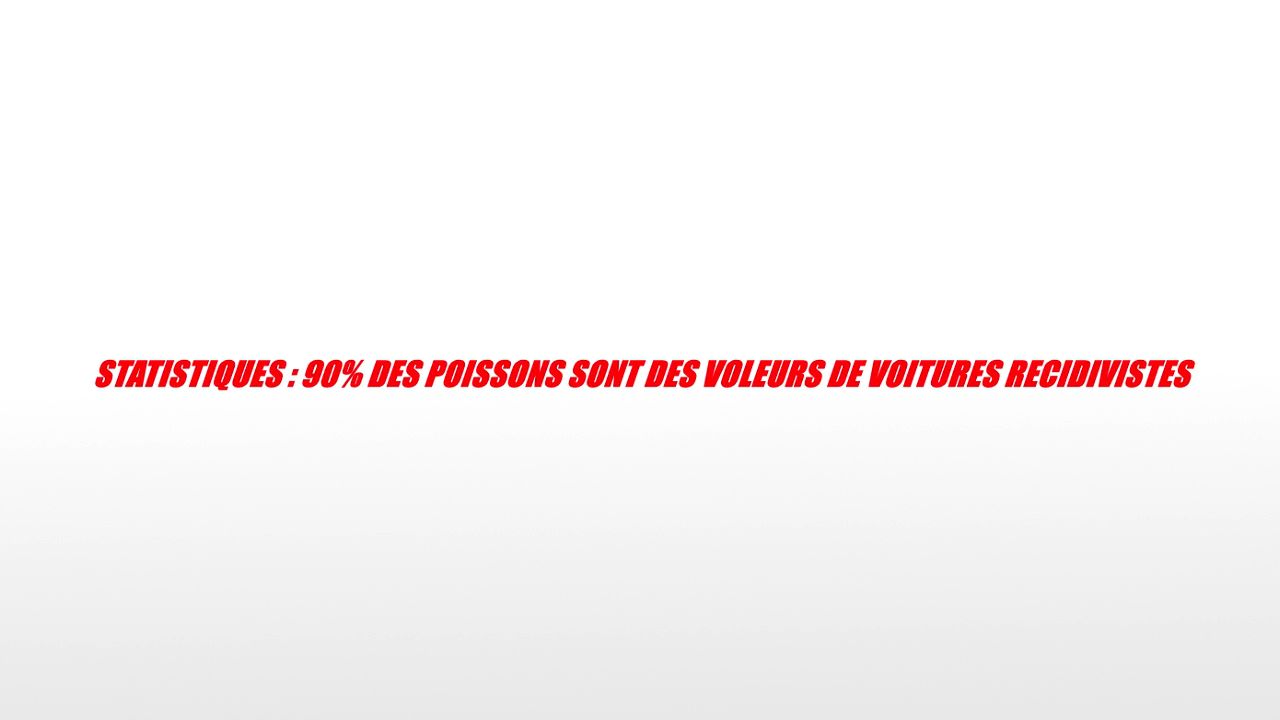 STATISTIQUES : 90% DES POISSONS SONT DES VOLEURS DE VOITURES RECIDIVISTES